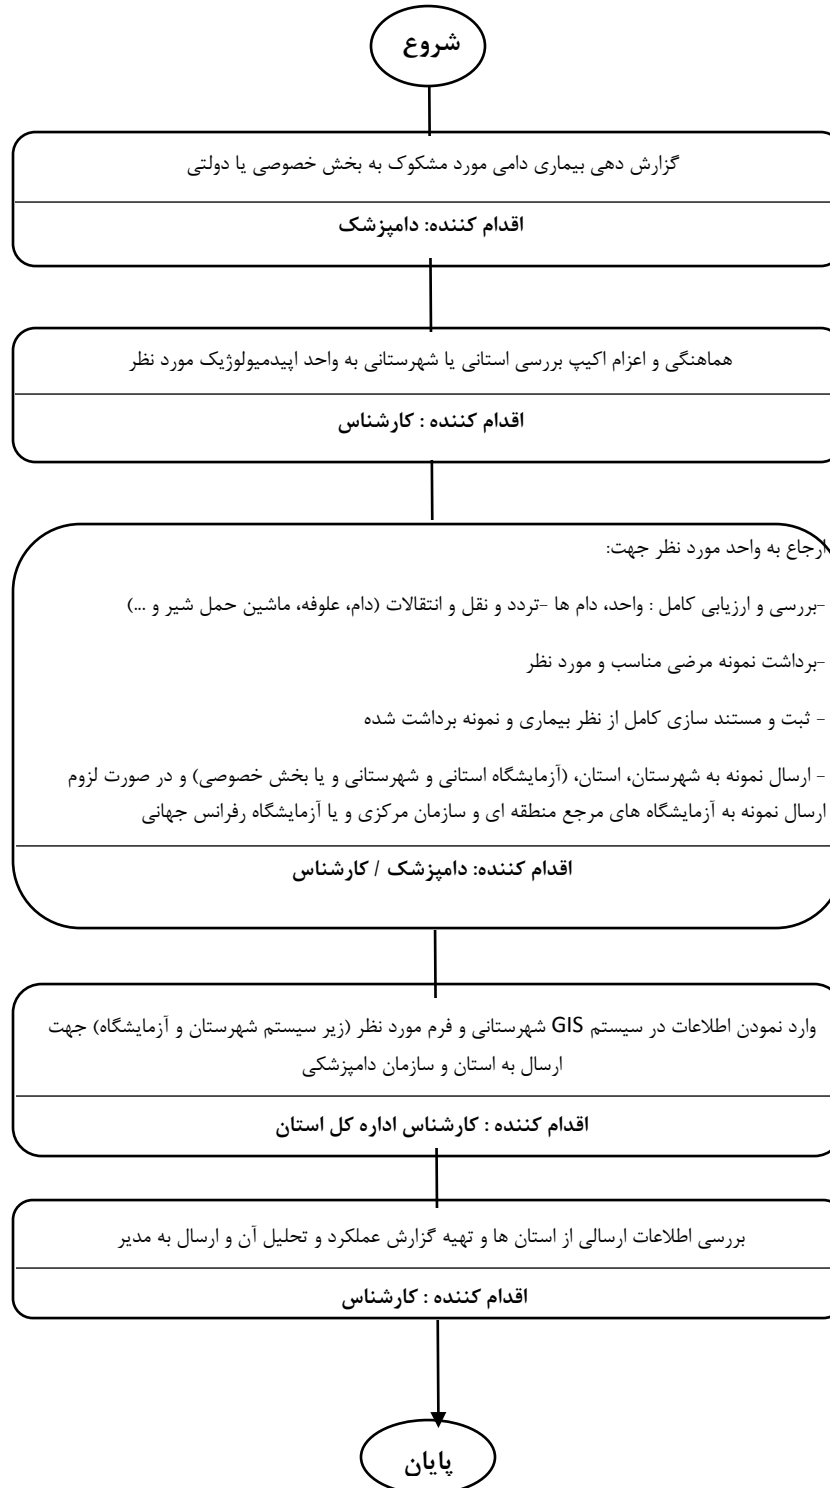 شروع
گزارش دهی بیماری دامی مورد مشکوک به بخش خصوصی یا دولتی
اقدام کننده: دامپزشک
هماهنگی و اعزام اکیپ بررسی استانی یا شهرستانی به واحد اپیدمیولوژیک مورد نظر
اقدام کننده : کارشناس
ارجاع به واحد مورد نظر جهت:
-بررسی و ارزیابی کامل : واحد، دام ها -تردد و نقل و انتقالات (دام، علوفه، ماشین حمل شیر و ...)
-برداشت نمونه مرضی مناسب و مورد نظر
- ثبت و مستند سازی کامل از نظر بیماری و نمونه برداشت شده
- ارسال نمونه به شهرستان، استان، (آزمایشگاه استانی و شهرستانی و یا بخش خصوصی) و در صورت لزوم
ارسال نمونه به آزمایشگاه های مرجع منطقه ای و سازمان مرکزی و یا آزمایشگاه رفرانس جهانی
اقدام کننده: دامپزشک / کارشناس
وارد نمودن اطلاعات در سیستم GIS شهرستانی و فرم مورد نظر (زیر سیستم شهرستان و آزمایشگاه) جهت
ارسال به استان و سازمان دامپزشکی
اقدام کننده : کارشناس اداره کل استان
بررسی اطلاعات ارسالی از استان ها و تهیه گزارش عملکرد و تحلیل آن و ارسال به مدیر
اقدام کننده : کارشناس
پایان